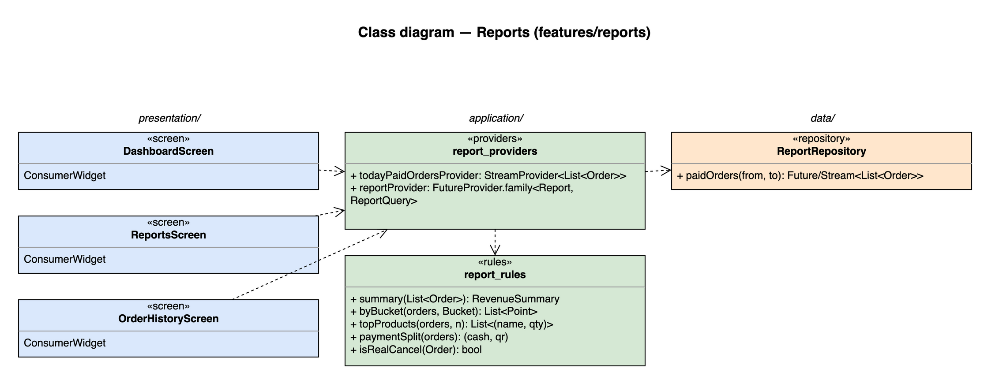 Class diagram — Reports (features/reports)
presentation/
«screen»
DashboardScreen
ConsumerWidget
«screen»
ReportsScreen
ConsumerWidget
«screen»
OrderHistoryScreen
ConsumerWidget
application/
«providers»
report_providers
+ todayPaidOrdersProvider: StreamProvider<List<Order>>
+ reportProvider: FutureProvider.family<Report,
ReportQuery>
«rules»
report_rules
+ summary(List<Order>): RevenueSummary
+ byBucket(orders, Bucket): List<Point>
+ topProducts(orders, n): List<(name, qty)>
+ paymentSplit(orders): (cash, qr)
+ isRealCancel(Order): bool
data/
«repository»
ReportRepository
+ paidOrders(from, to): Future/Stream<List<Order>>